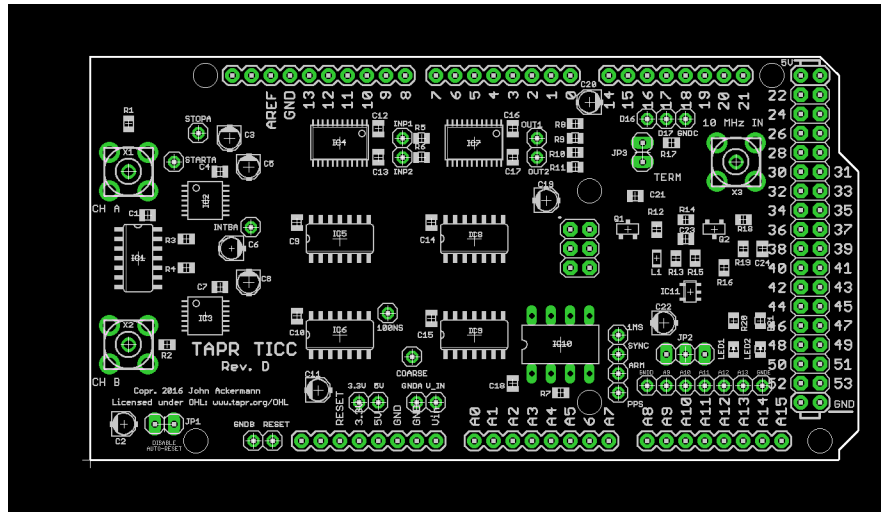 5V
C20
AREF
GND
13
12
11
10
9
8
7
6
5
4
3
2
1
0
14
15
16
17
18
19
20
21
22
24
26
28
30
31
32
33
34
35
36
37
38
39
40
41
42
43
44
45
46
47
48
49
50
51
52
53
GND
R1
STOPA
C3
C12
INP1
R5
R6
INP2
C13
IC4
C16
OUT1
IC7
C17
OUT2
R8
R9
R10
R11
D16
D17
GNDC
10 MHz IN
JP3
R17
TERM
X3
X1
STARTA
C4
C5
IC2
CH A
C1
C19
C21
INTBA
C6
R3
R4
IC1
C9
IC5
C14
IC8
Q1
R12
R14
C23
Q2
R18
R19
C24
L1
R13
R15
R16
C7
C8
IC3
IC11
X2
R2
C10
IC6
100NS
C15
IC9
IC10
C22
1MS
SYNC
JP2
R20
R21
LED1
LED2
TAPR TICC
Rev. D
COARSE
CH B
C11
3.3V
5V
GNDA
V_IN
C18
R7
ARM
PPS
A9
A10
A11
A12
A13
GNDE
Copr. 2016 John Ackermann
Licensed under OHL: www.tapr.org/OHL
C2
JP1
DISABLE
AUTO-RESET
GNDB
RESET
RESET
3.3V
5V
GND
GND
VIN
A0
A1
A2
A3
A4
A5
6
A7
A8
A9
A10
A11
A12
A13
A14
A15